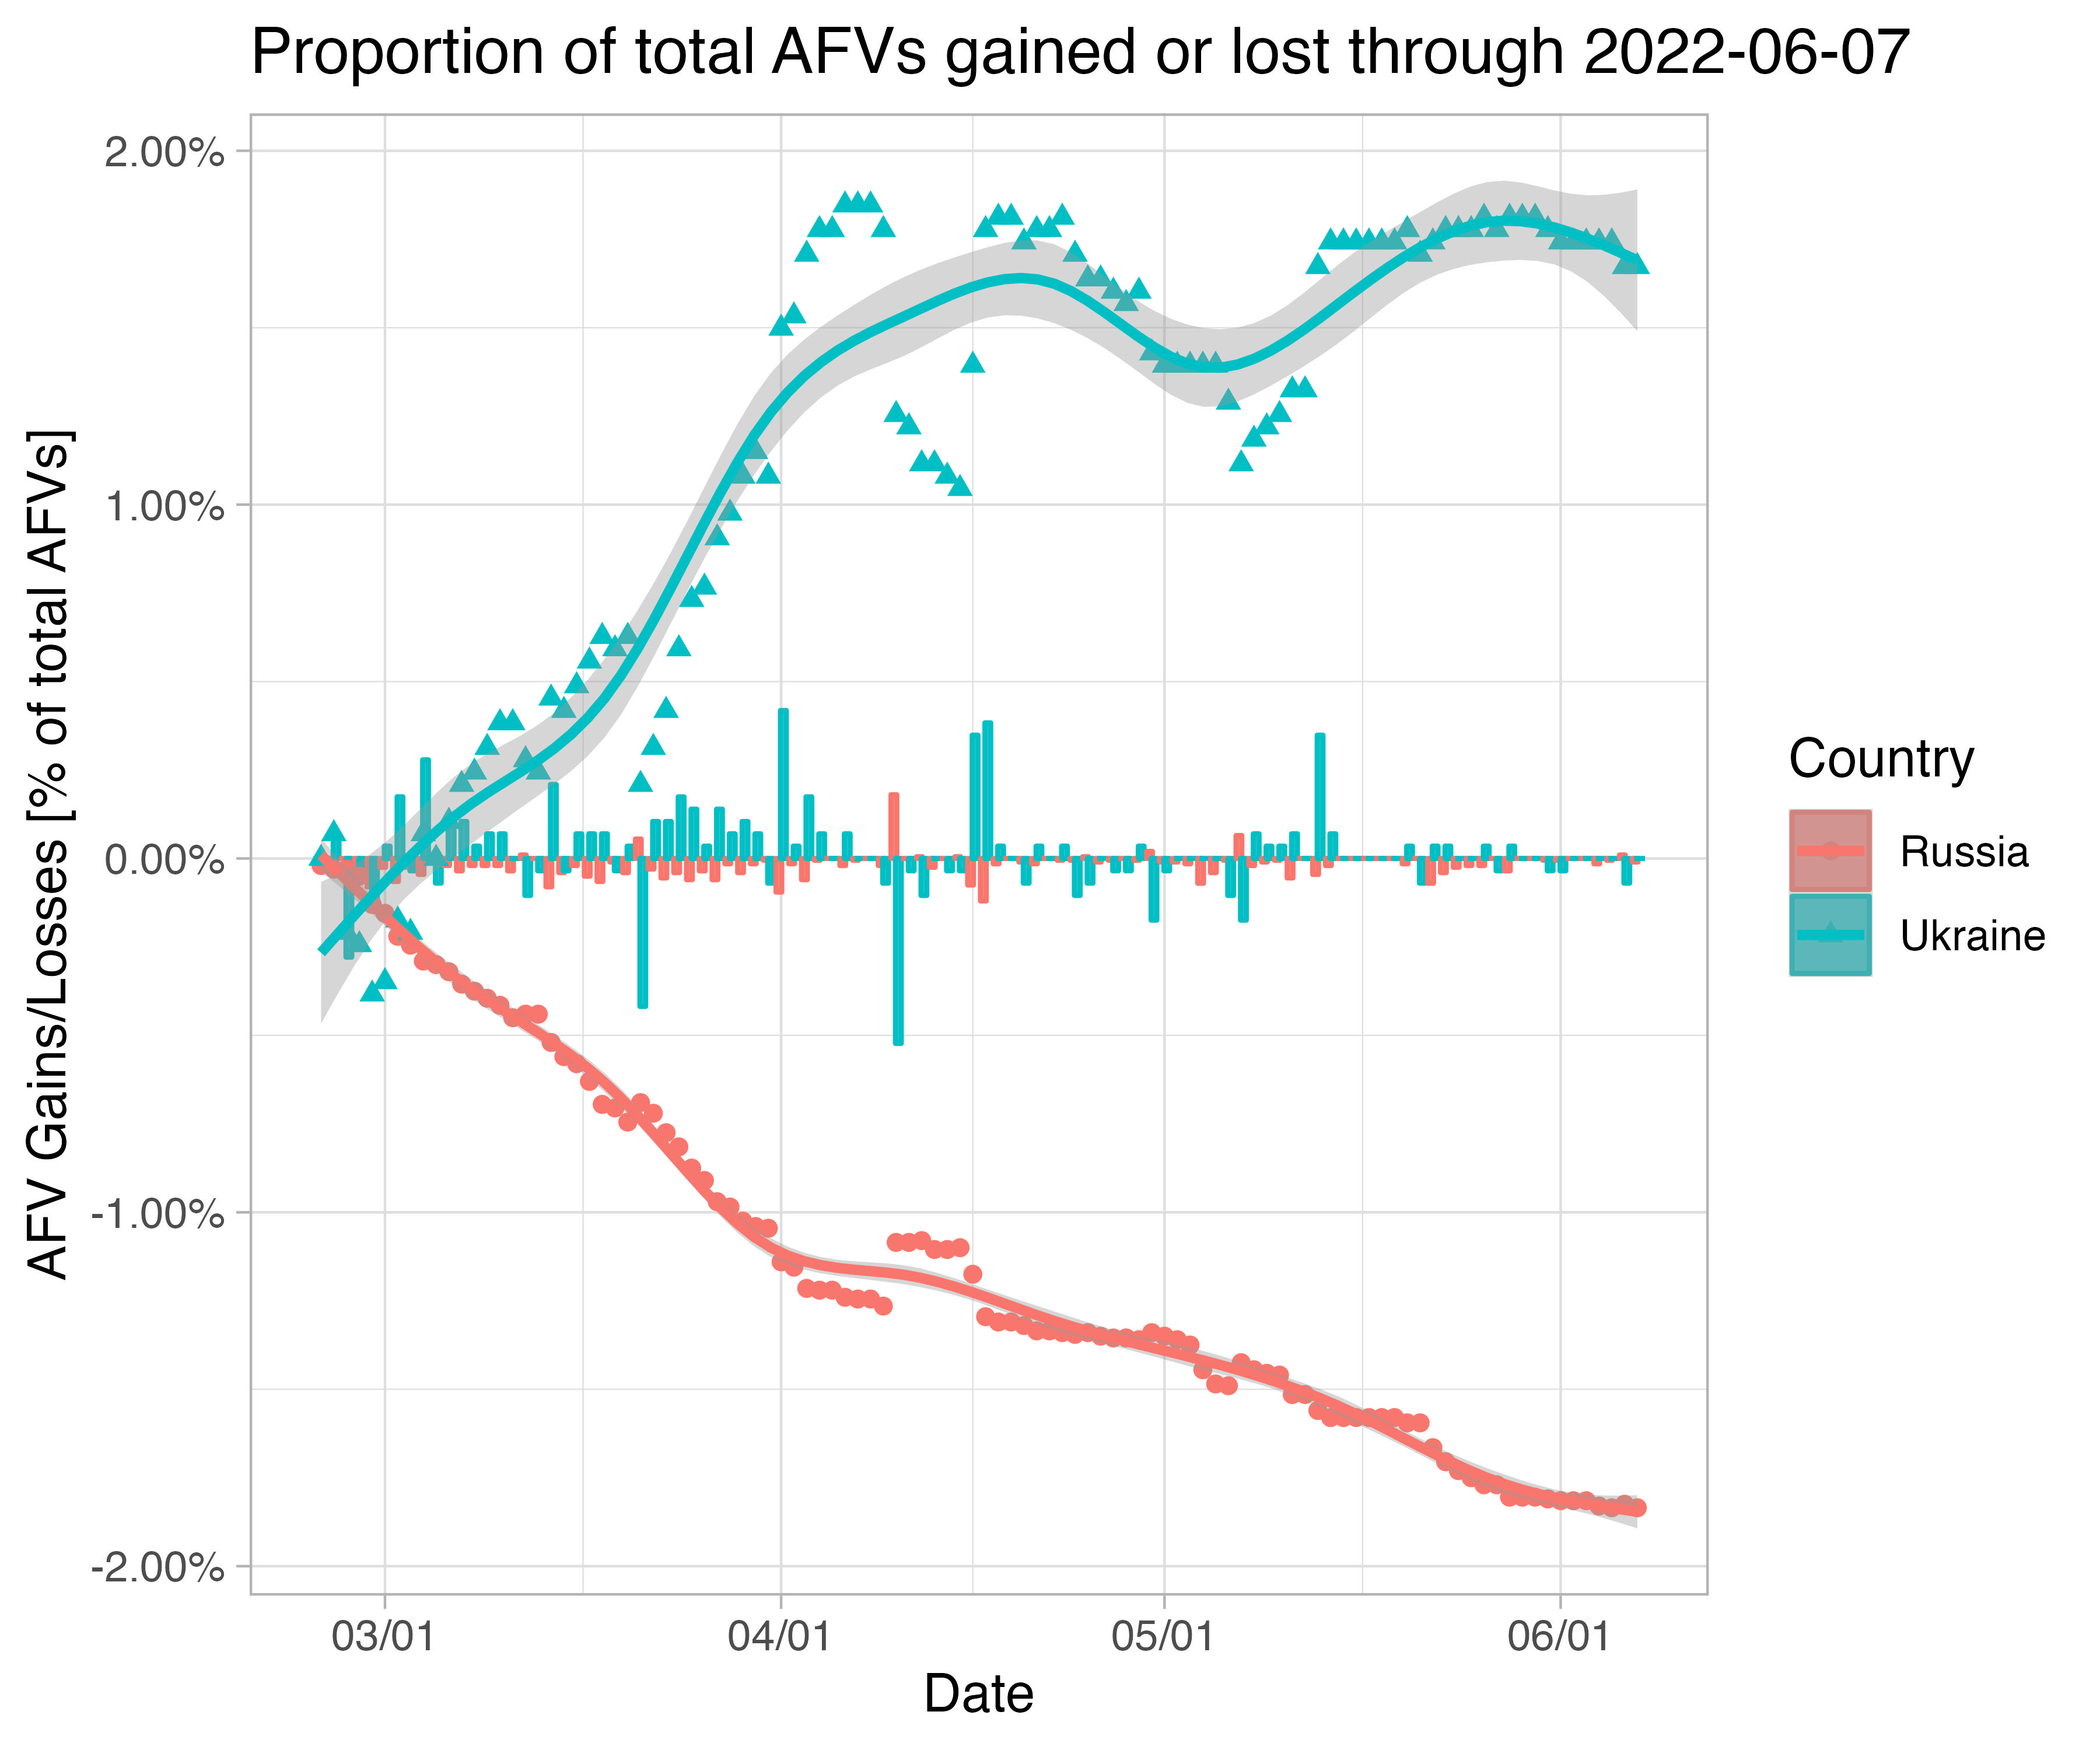 Proportion of total AFVs gained or lost through 2022-06-07
AFV Gains/Losses [% of total AFVs]
2.00%
1.00%
0.00%
-1.00%
-2.00%
03/01
04/01
05/01
06/01
Date
Country
Russia
Ukraine